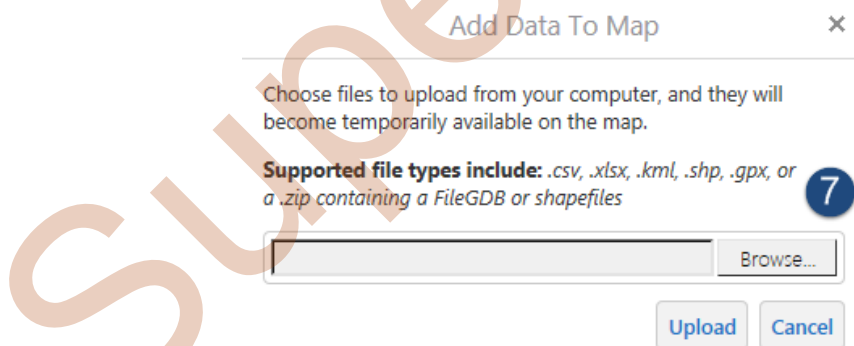 Add Data To Map ×
Choose files to upload from your computer, and they will
become temporarily available on the map.
Supported file types include: .csv, .xlsx, .kml, .shp, .gpx, or
a .zip containing a FileGDB or shapefiles
7
Browse...
Upload Cancel
Supe